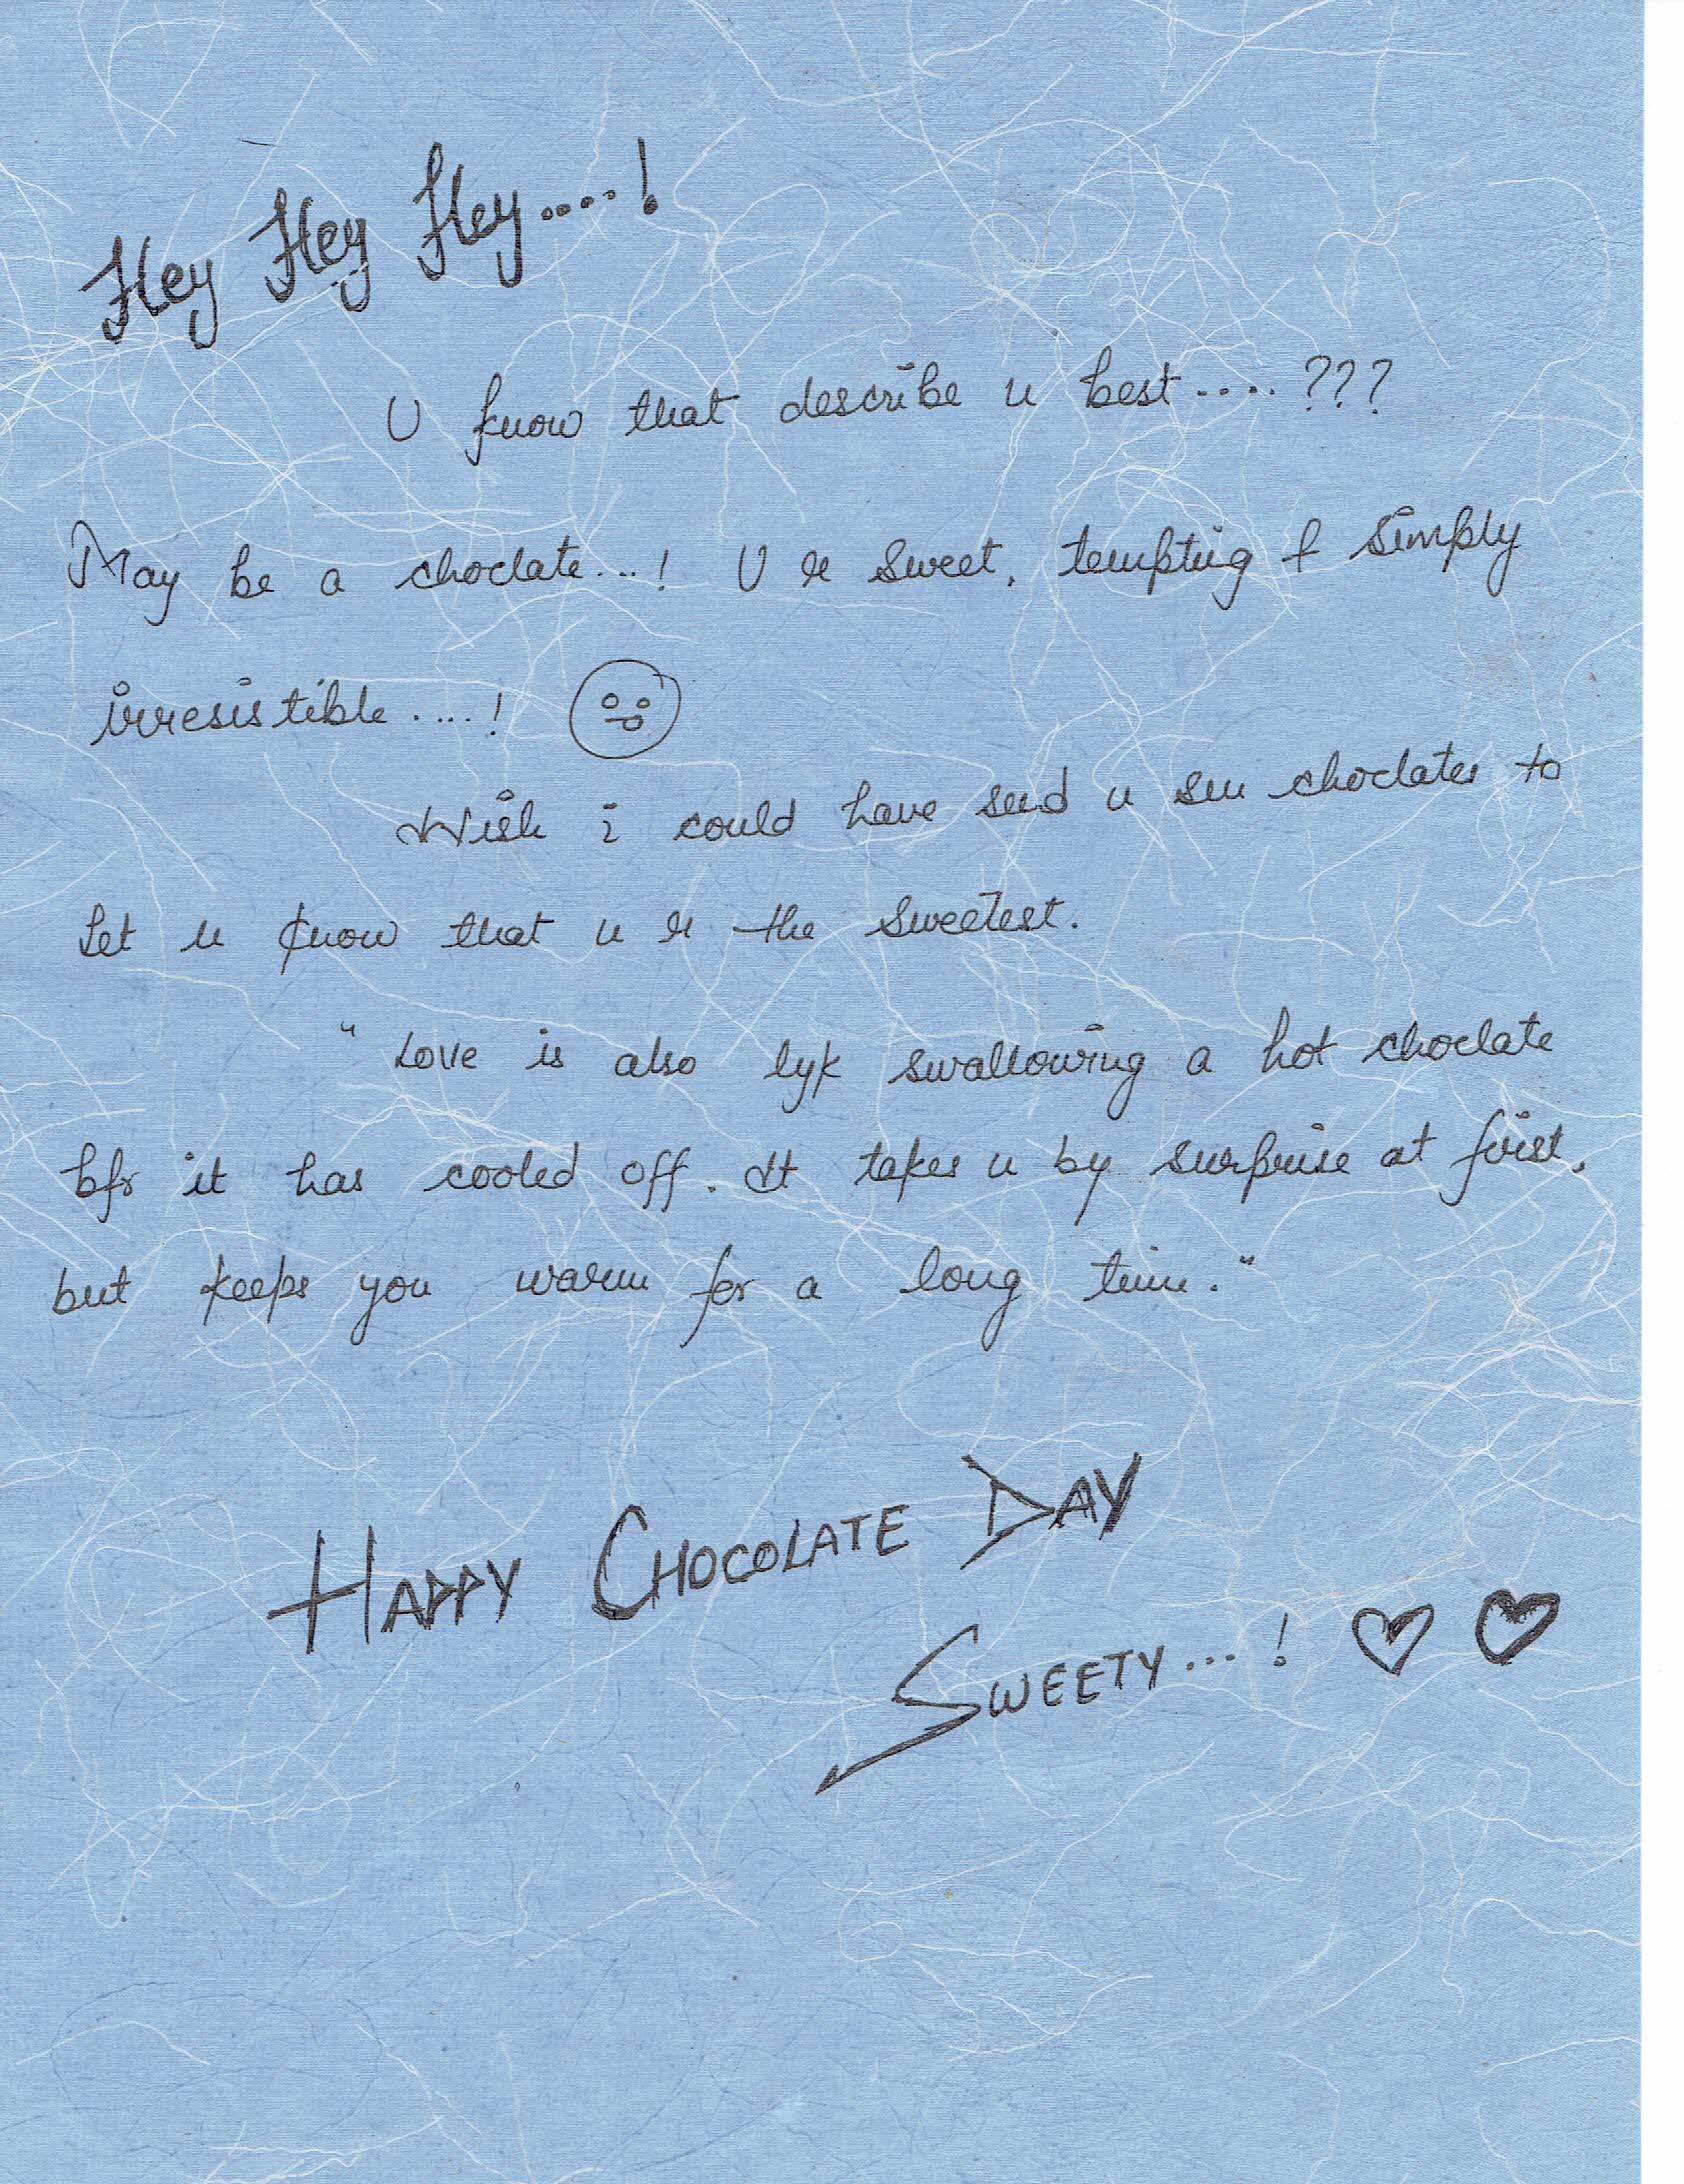 Hey Hey Hey....!
U know that describe u best....???
May be a choclate...! U r sweet, tempting & simply
irresistible....!
Wish i could have send u sm choclates to
let u know that u r the sweetest.
"Love is also lyk swallowing a hot choclate
bfr it has cooled off. It takes u by surprise at first,
but keeps you warm for a long time."
HAPPY CHOCOLATE DAY
SWEETY...!